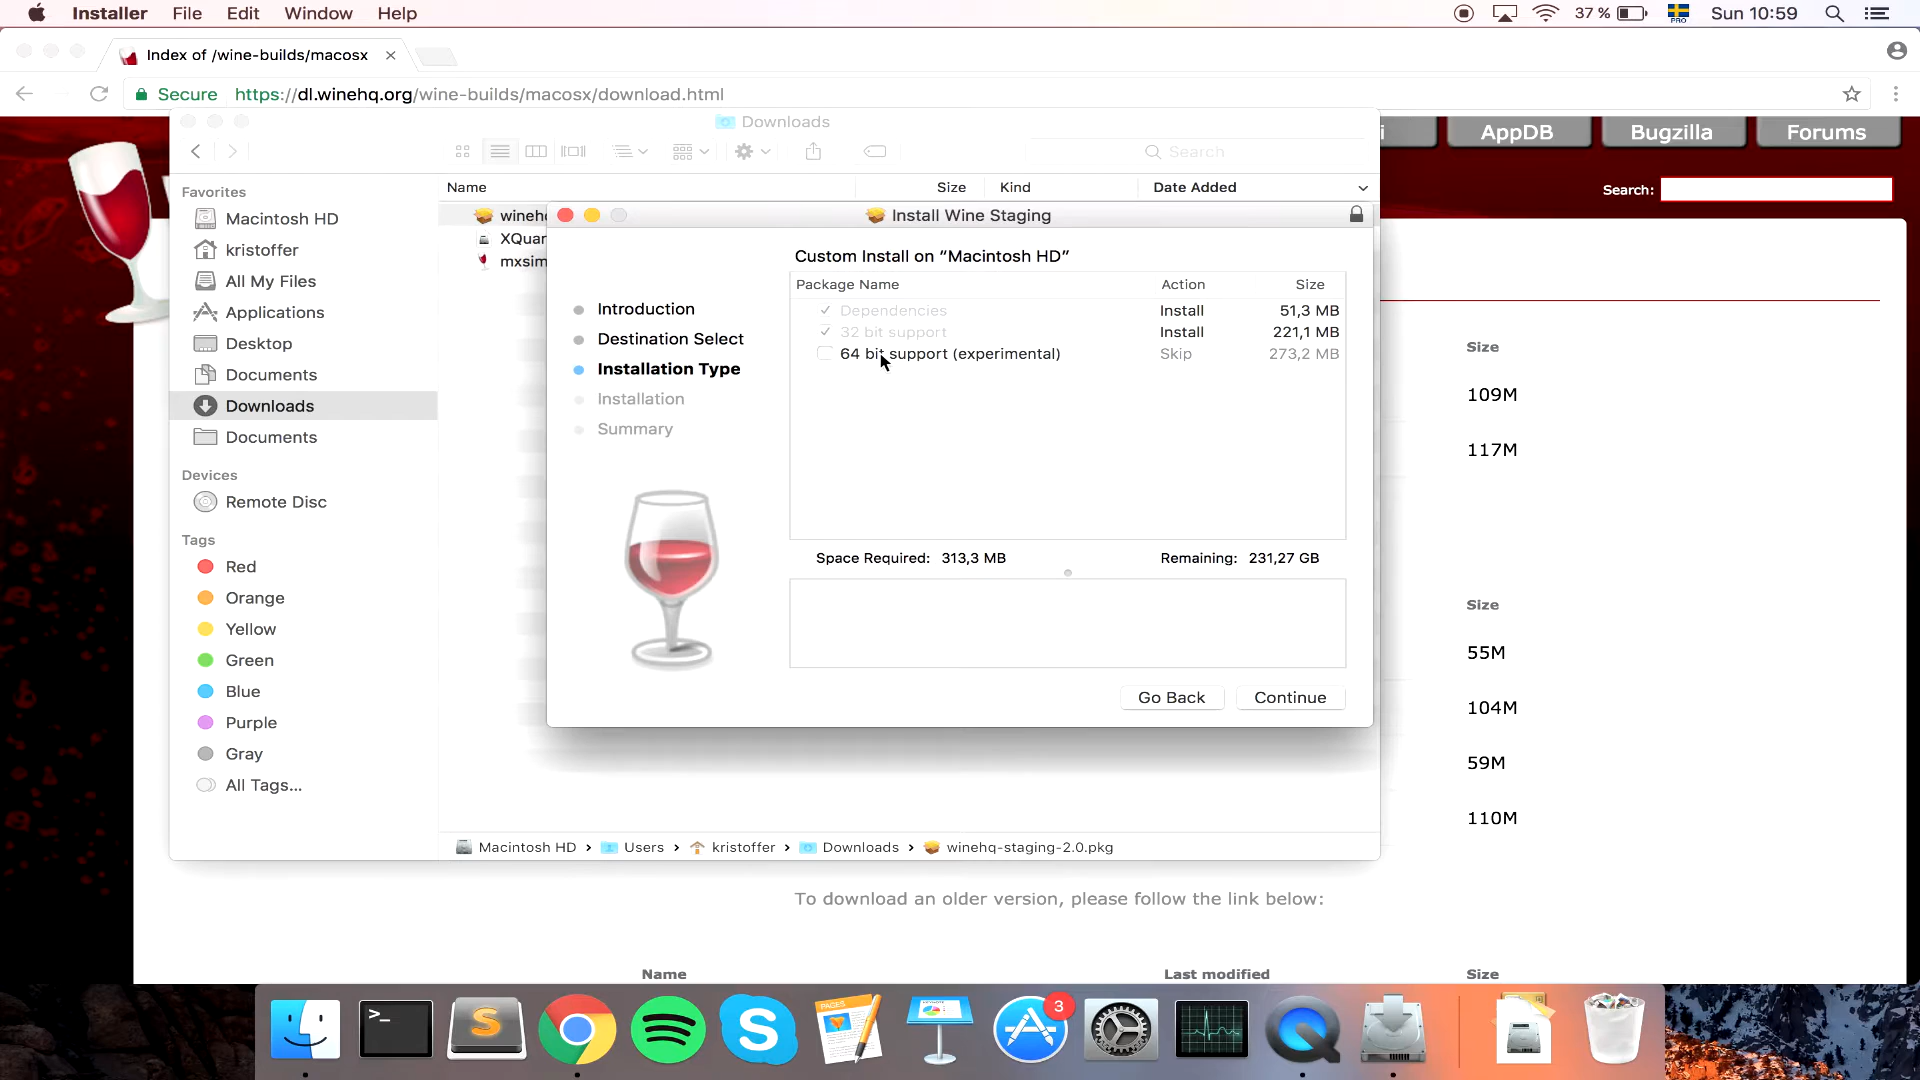 Installer File Edit Window Help 37 % PRO Sun 10:59
Index of /wine-builds/macosx
Secure https://dl.winehq.org/wine-builds/macosx/download.html
Downloads
AppDB Bugzilla Forums
Search
Search:
Favorites
Macintosh HD
kristoffer
All My Files
Applications
Desktop
Documents
Downloads
Documents
Devices
Remote Disc
Tags
Red
Orange
Yellow
Green
Blue
Purple
Gray
All Tags...
Name Size Kind Date Added
Install Wine Staging
Custom Install on “Macintosh HD”
Introduction
Destination Select
Installation Type
Installation
Summary
Package Name Action Size
Dependencies Install 51,3 MB
32 bit support Install 221,1 MB
64 bit support (experimental) Skip 273,2 MB
Space Required: 313,3 MB Remaining: 231,27 GB
Go Back Continue
Macintosh HD › Users › kristoffer › Downloads › winehq-staging-2.0.pkg
Size
109M
117M
Size
55M
104M
59M
110M
To download an older version, please follow the link below:
Name Last modified Size
>_
S
PAGES
3